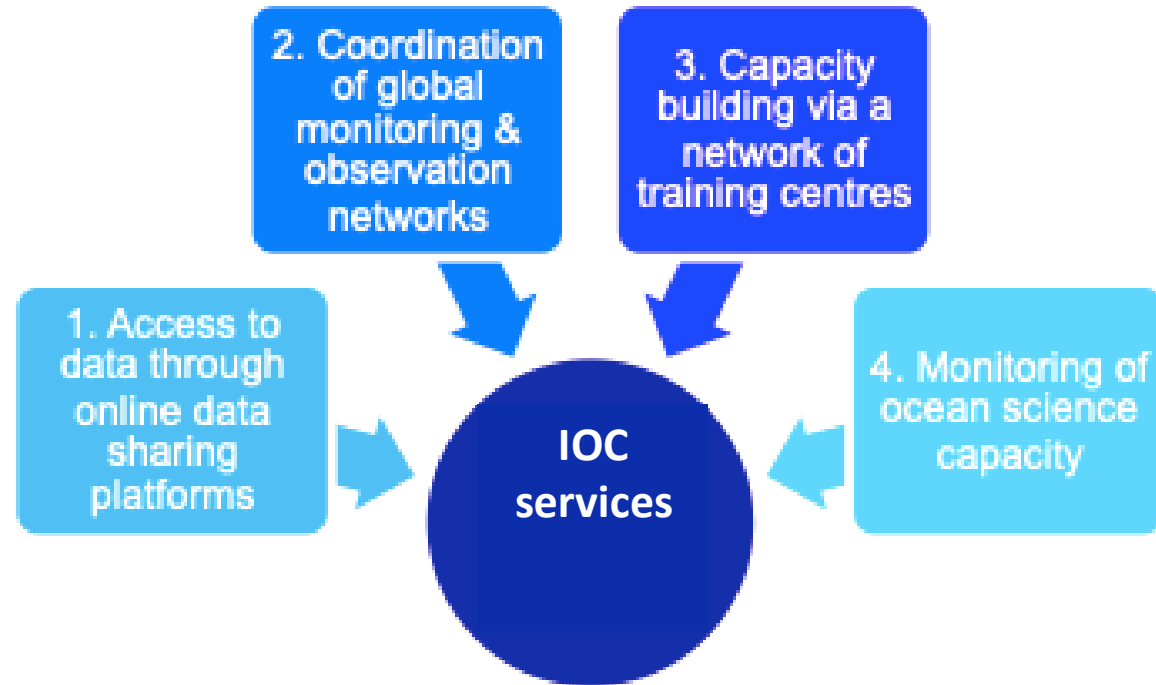 1. Access to
data through
online data
sharing
platforms
2. Coordination
of global
monitoring &
observation
networks
3. Capacity
building via a
network of
training centres
4. Monitoring of
ocean science
capacity
IOC
services